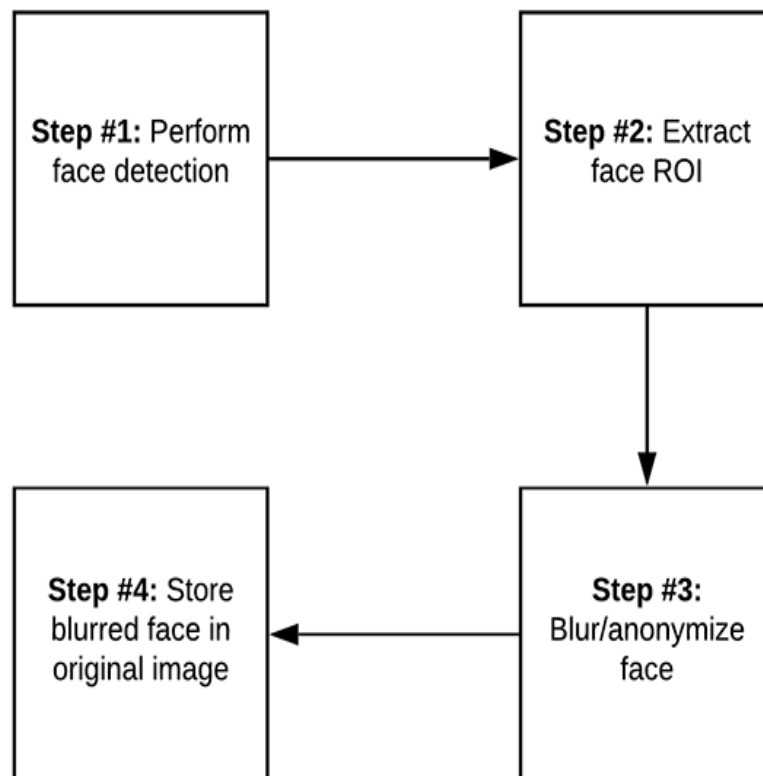 Step #1: Perform
face detection
Step #2: Extract
face ROI
Step #3:
Blur/anonymize
face
Step #4: Store
blurred face in
original image